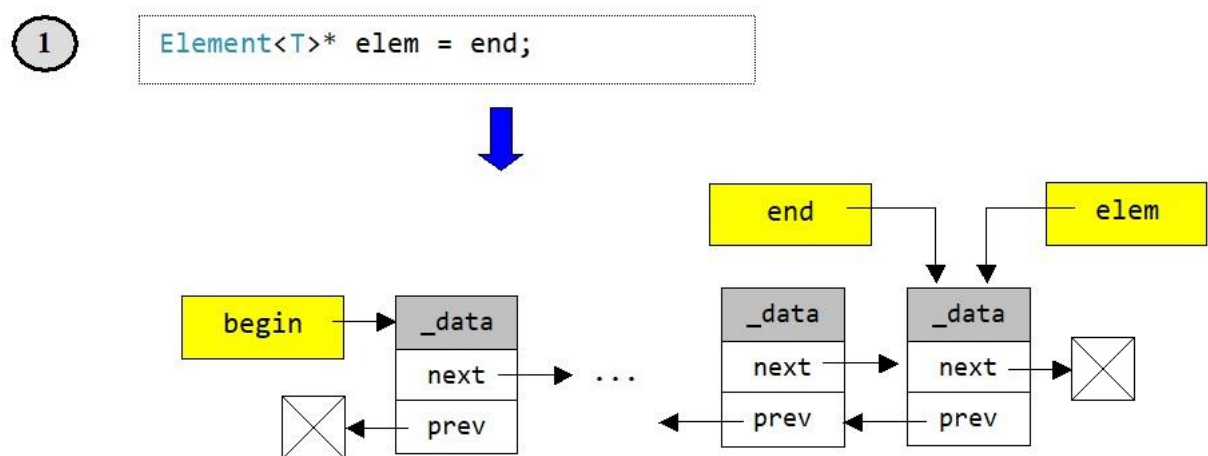 1
Element<T>* elem = end;
end
elem
begin
_data
_data
_data
next
...
next
next
prev
prev
prev